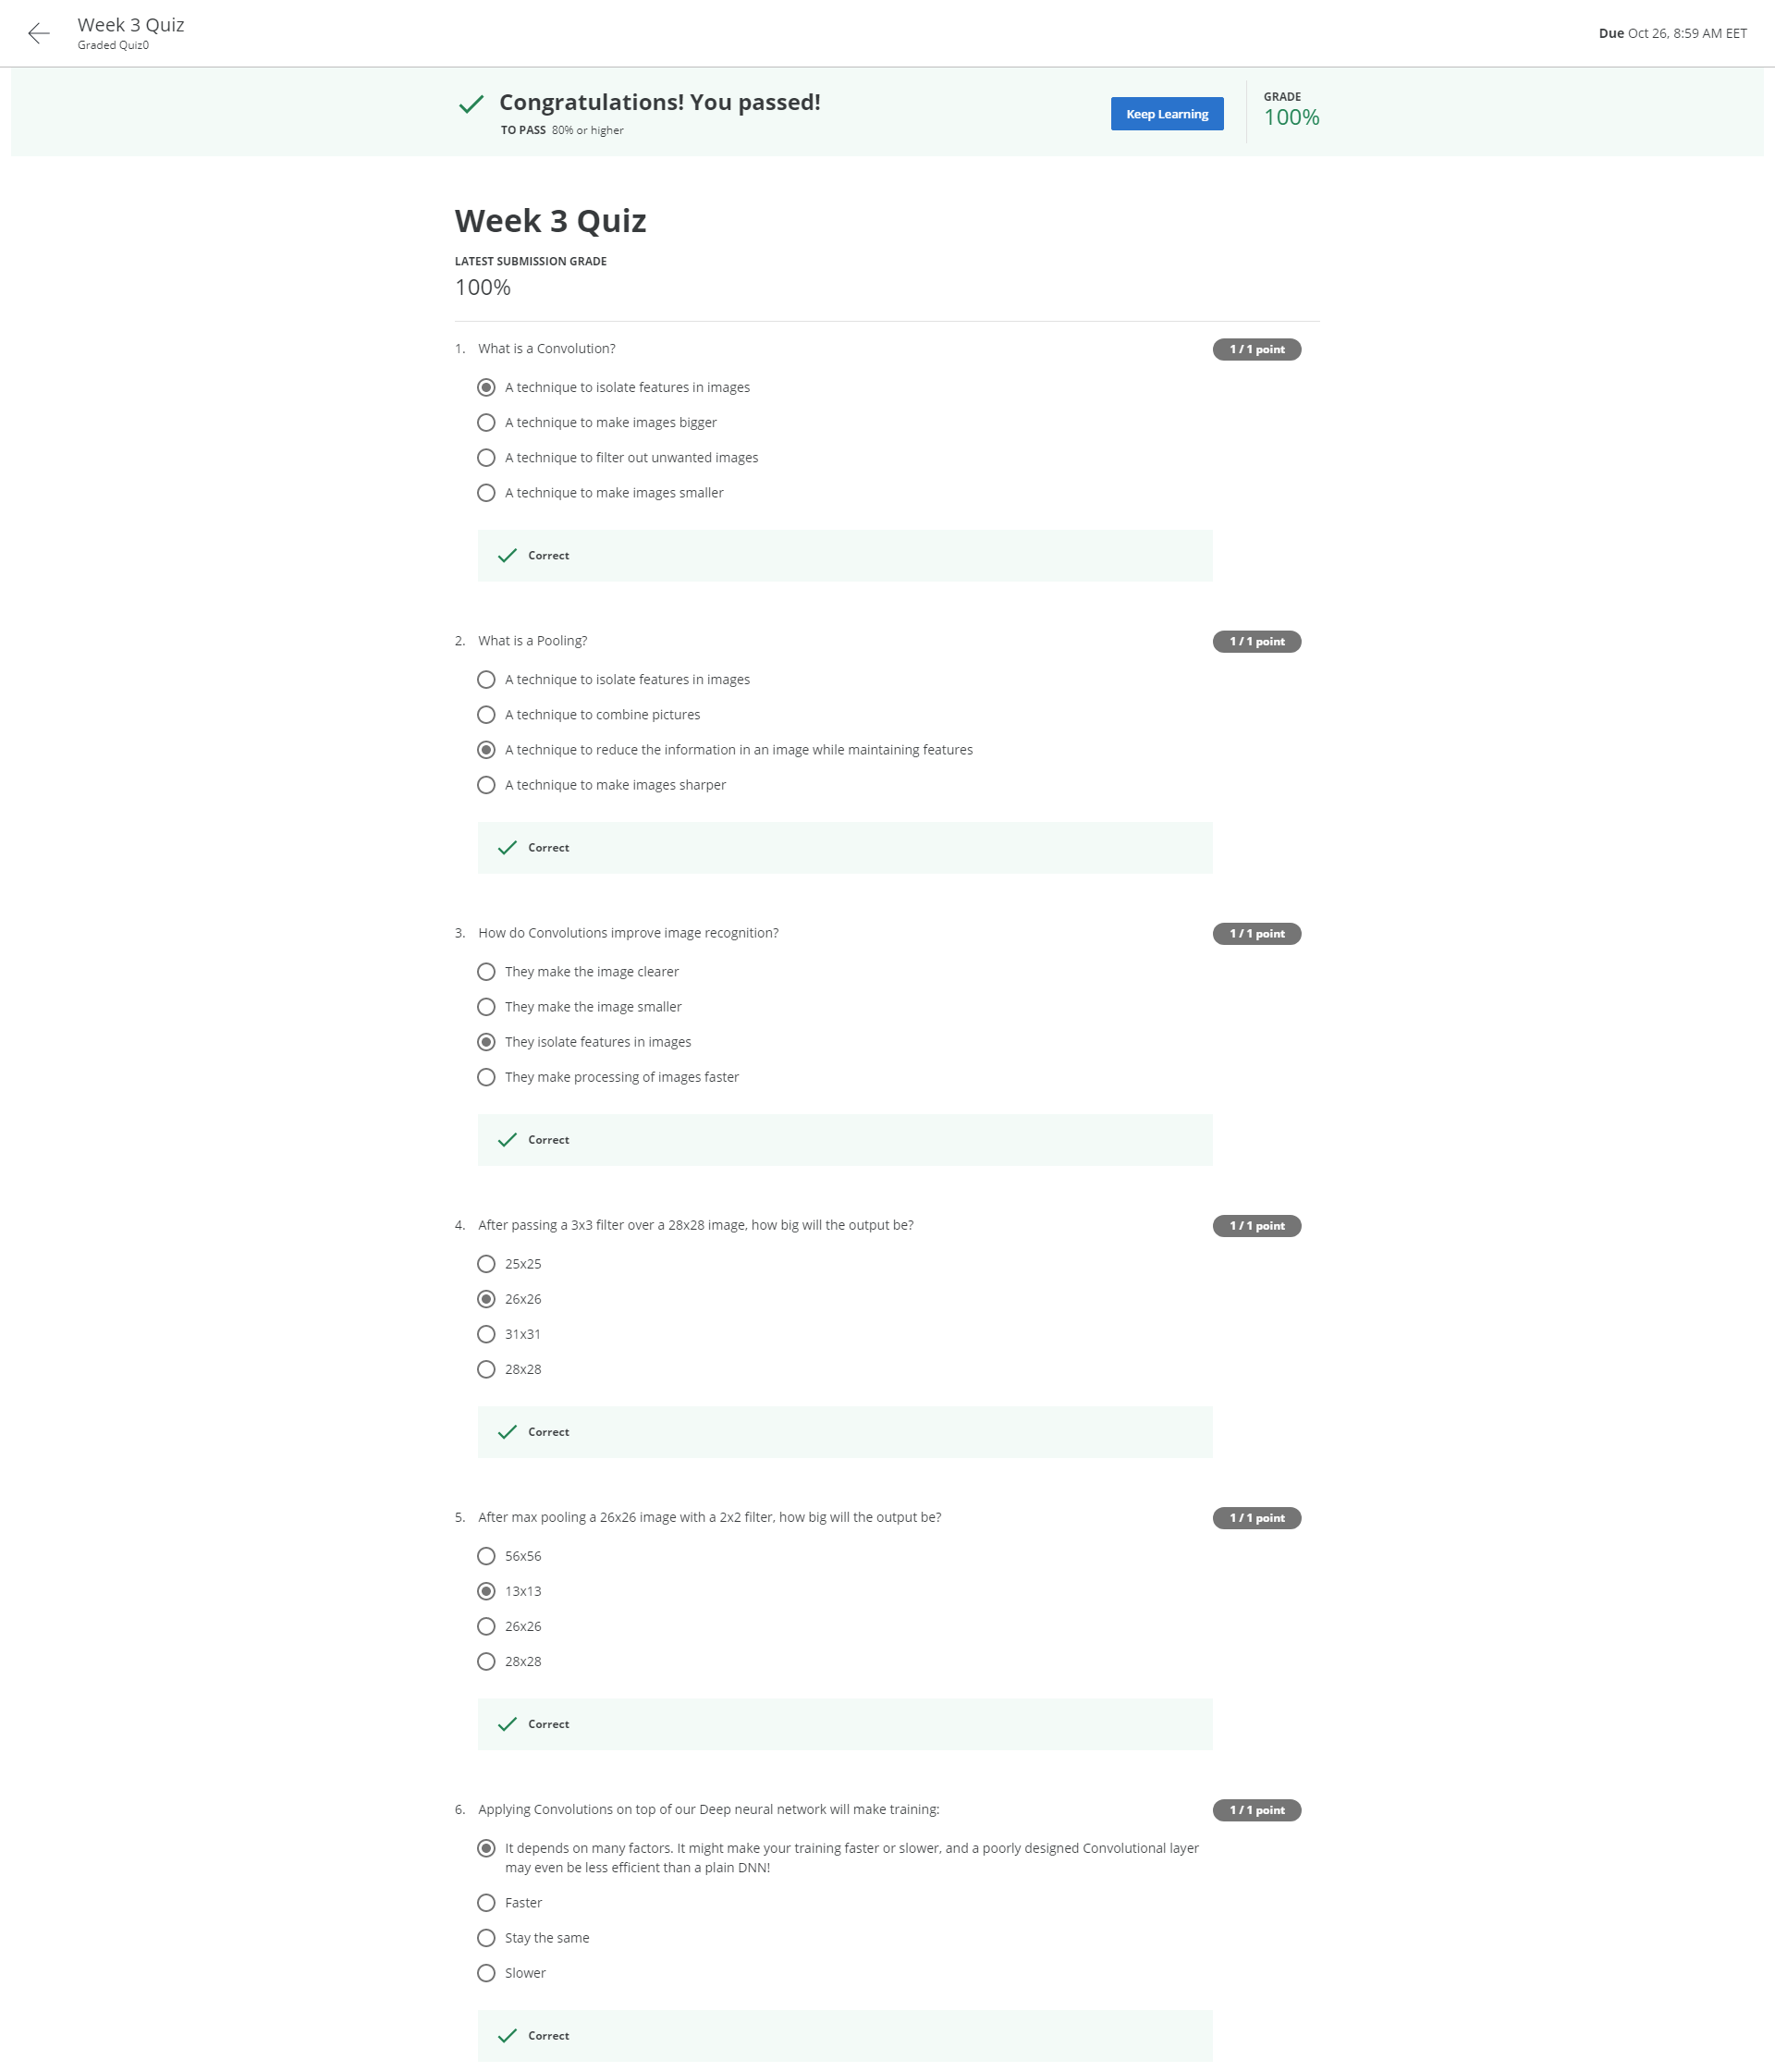 Week 3 Quiz
Graded Quiz0
Due Oct 26, 8:59 AM EET
Congratulations! You passed!
TO PASS 80% or higher
Keep Learning
GRADE
100%
Week 3 Quiz
LATEST SUBMISSION GRADE
100%
1. What is a Convolution?
1 / 1 point
A technique to isolate features in images
A technique to make images bigger
A technique to filter out unwanted images
A technique to make images smaller
Correct
2. What is a Pooling?
1 / 1 point
A technique to isolate features in images
A technique to combine pictures
A technique to reduce the information in an image while maintaining features
A technique to make images sharper
Correct
3. How do Convolutions improve image recognition?
1 / 1 point
They make the image clearer
They make the image smaller
They isolate features in images
They make processing of images faster
Correct
4. After passing a 3x3 filter over a 28x28 image, how big will the output be?
1 / 1 point
25x25
26x26
31x31
28x28
Correct
5. After max pooling a 26x26 image with a 2x2 filter, how big will the output be?
1 / 1 point
56x56
13x13
26x26
28x28
Correct
6. Applying Convolutions on top of our Deep neural network will make training:
1 / 1 point
It depends on many factors. It might make your training faster or slower, and a poorly designed Convolutional layer
may even be less efficient than a plain DNN!
Faster
Stay the same
Slower
Correct